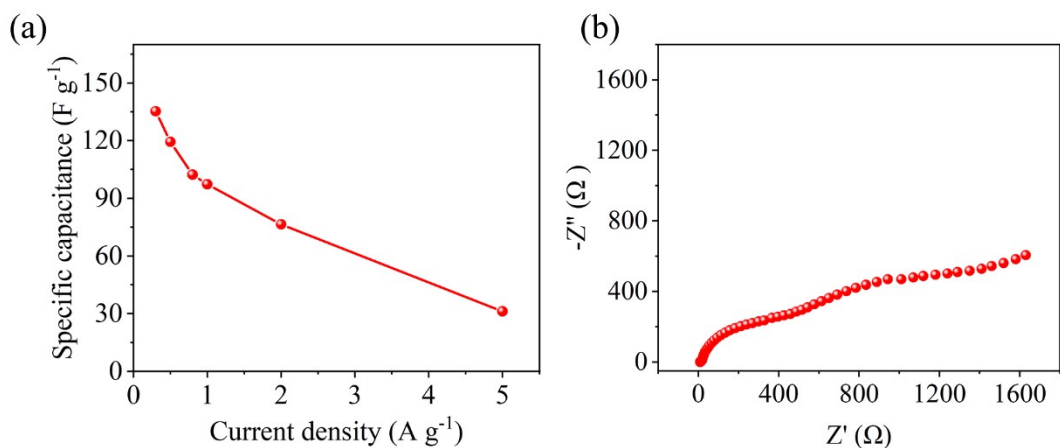 (a)
Specific capacitance (F g⁻¹)
150
120
90
60
30
0
0 1 2 3 4 5
Current density (A g⁻¹)
(b)
-Z" (Ω)
1600
1200
800
400
0
0 400 800 1200 1600
Z' (Ω)